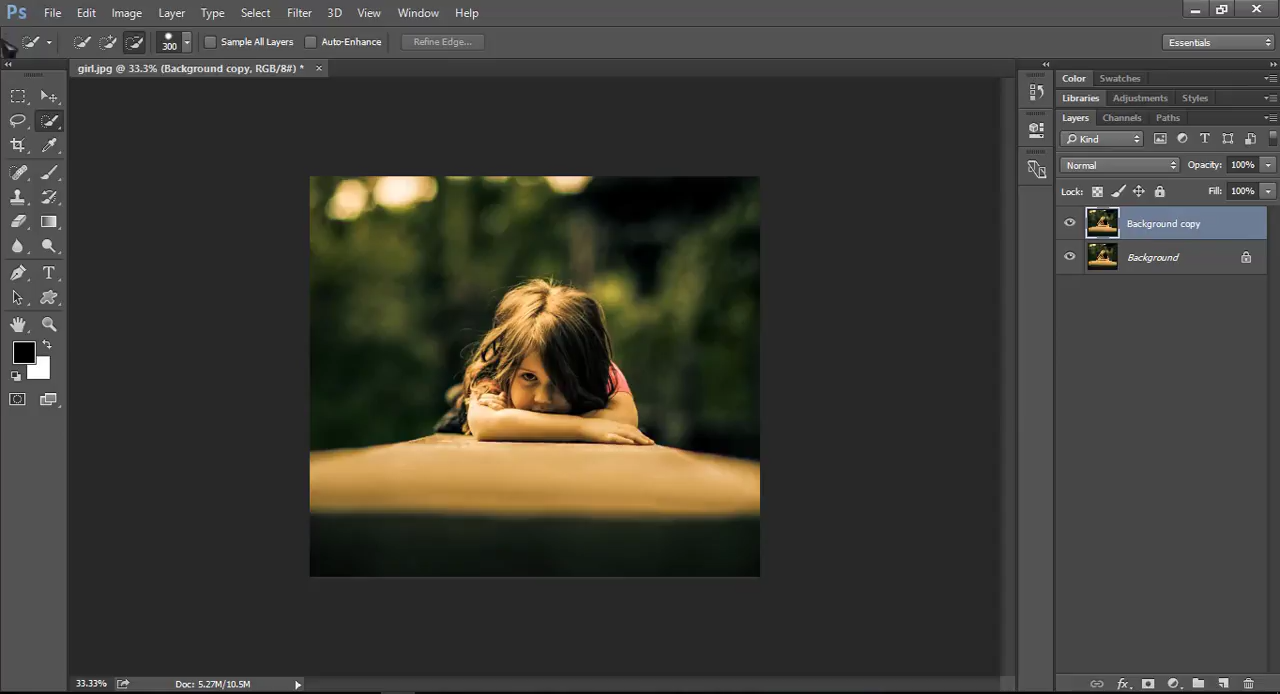 Ps File Edit Image Layer Type Select Filter 3D View Window Help
300 Sample All Layers Auto-Enhance Refine Edge... Essentials
girl.jpg @ 33.3% (Background copy, RGB/8#) * ×
Color Swatches
Libraries Adjustments Styles
Layers Channels Paths
Kind
Normal Opacity: 100%
Lock: Fill: 100%
Background copy
Background
33.33% Doc: 5.27M/10.5M